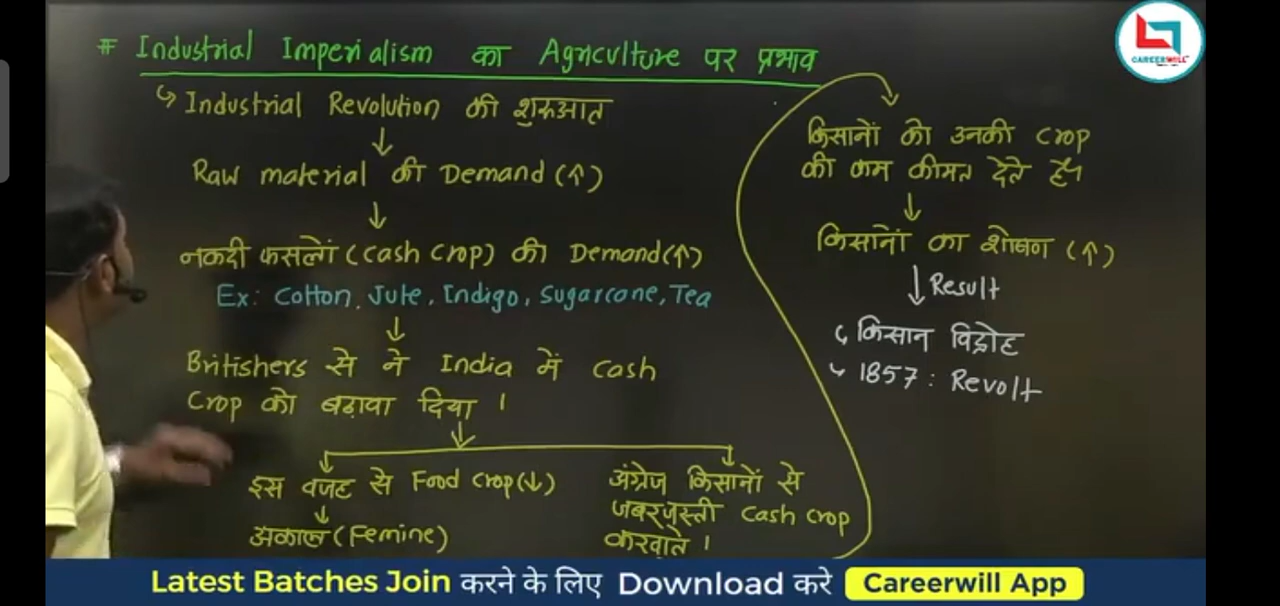 # Industrial Imperialism का Agriculture पर प्रभाव
↳ Industrial Revolution की शुरुआत
↓
Raw material की Demand (↑)
↓
नकदी फसलें (Cash Crop) की Demand (↑)
Ex: Cotton, Jute, Indigo, Sugarcane, Tea
↓
Britishers से ने India में Cash
Crop को बढ़ावा दिया ।
इस वजह से Food Crop (↓)
↓
अकाल (Femine)
अंग्रेज किसानों से
जबरजस्ती Cash Crop
करवाते ।
किसानों को उनकी Crop
की कम कीमत देते हैं
↓
किसानों का शोषण (↑)
↓ Result
↳ किसान विद्रोह
↳ 1857 : Revolt
CAREERWILL
Latest Batches Join करने के लिए Download करे Careerwill App